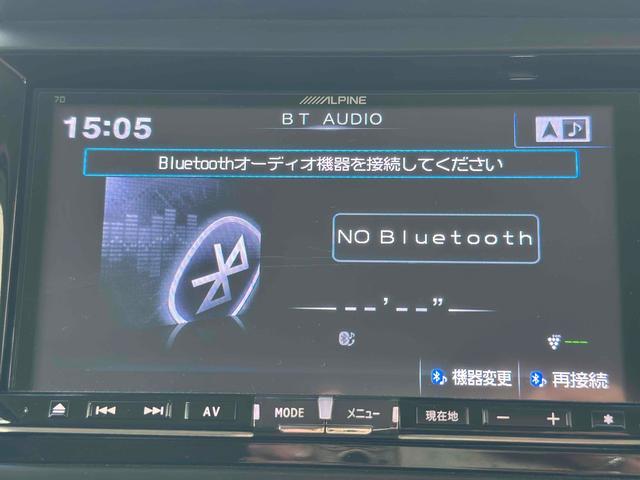 7D
ALPINE
BT AUDIO
15:05
Bluetoothオーディオ機器を接続してください
NO Bluetooth
--'--"
機器変更 再接続
AV MODE メニュー 現在地 − + ✱